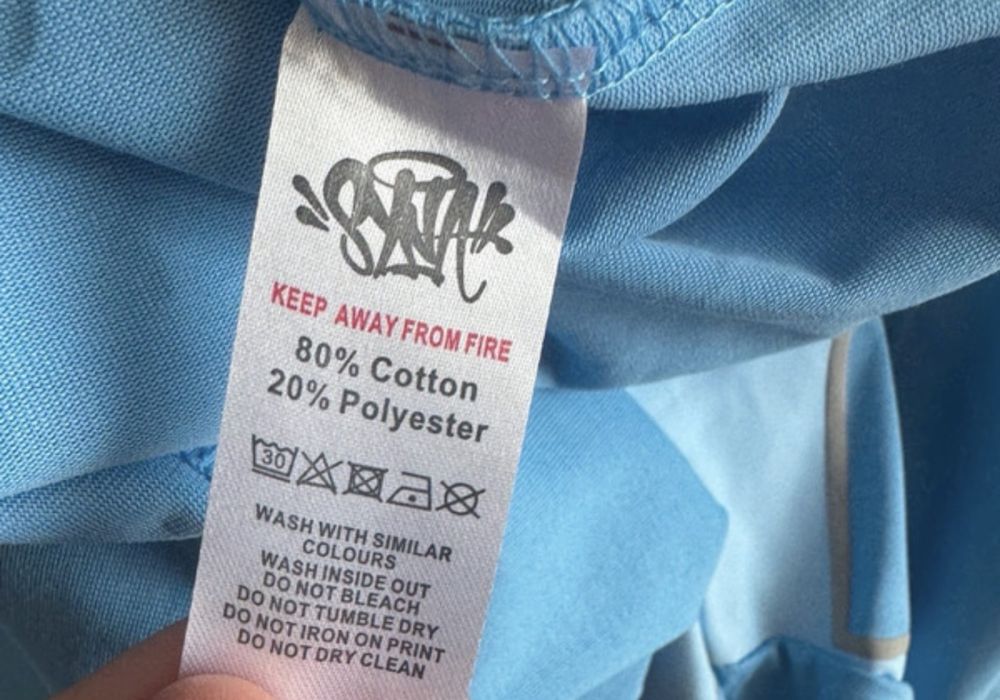 SYNA
KEEP AWAY FROM FIRE
80% Cotton
20% Polyester
30
WASH WITH SIMILAR
COLOURS
WASH INSIDE OUT
DO NOT BLEACH
DO NOT TUMBLE DRY
DO NOT IRON ON PRINT
DO NOT DRY CLEAN